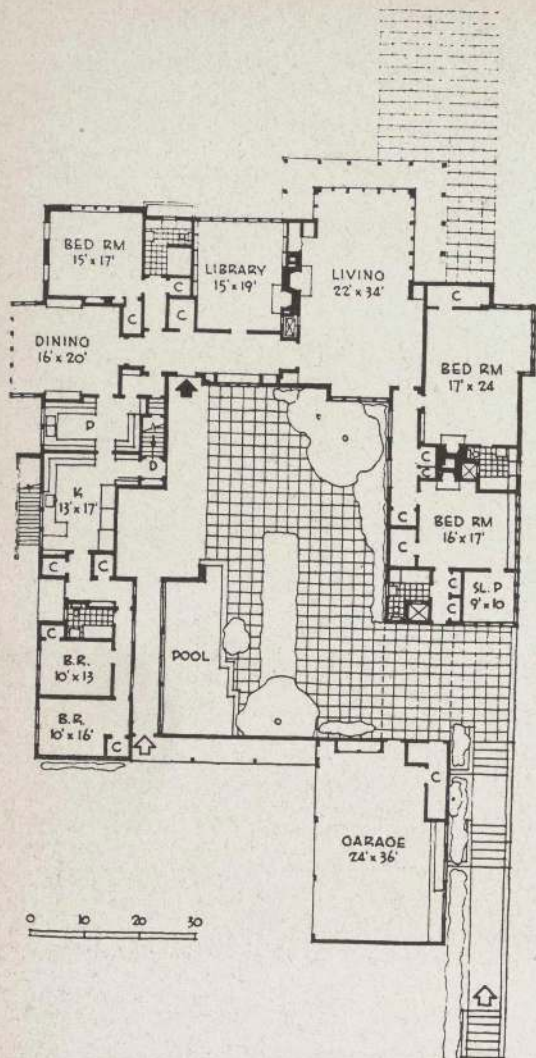 BED RM
15' x 17'
C
C
LIBRARY
15' x 19'
LIVING
22' x 34'
C
DINING
16' x 20'
C
BED RM
17' x 24
P
D
K
13' x 17'
C
C
C
C
BED RM
16' x 17'
C
C
C
C
C
SL. P
9' x 10
C
B.R.
10' x 13
POOL
B.R.
10' x 16'
C
C
GARAGE
24' x 36'
0 10 20 30